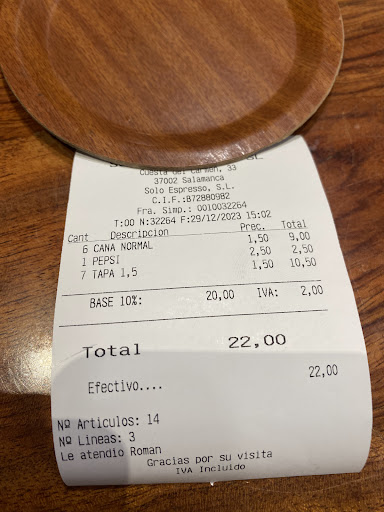 Cuesta del Carmen, 33
37002 Salamanca
Solo Espresso, S.L.
C.I.F.:B72880982
Fra. Simp.: 0010032264
T:00 N:32264 F:29/12/2023 15:02
Cant Descripcion Prec. Total
6 CANA NORMAL 1,50 9,00
1 PEPSI 2,50 2,50
7 TAPA 1,5 1,50 10,50
BASE 10%: 20,00 IVA: 2,00
Total 22,00
Efectivo.... 22,00
Nº Articulos: 14
Nº Lineas: 3
Le atendio Roman
Gracias por su visita
IVA Incluido